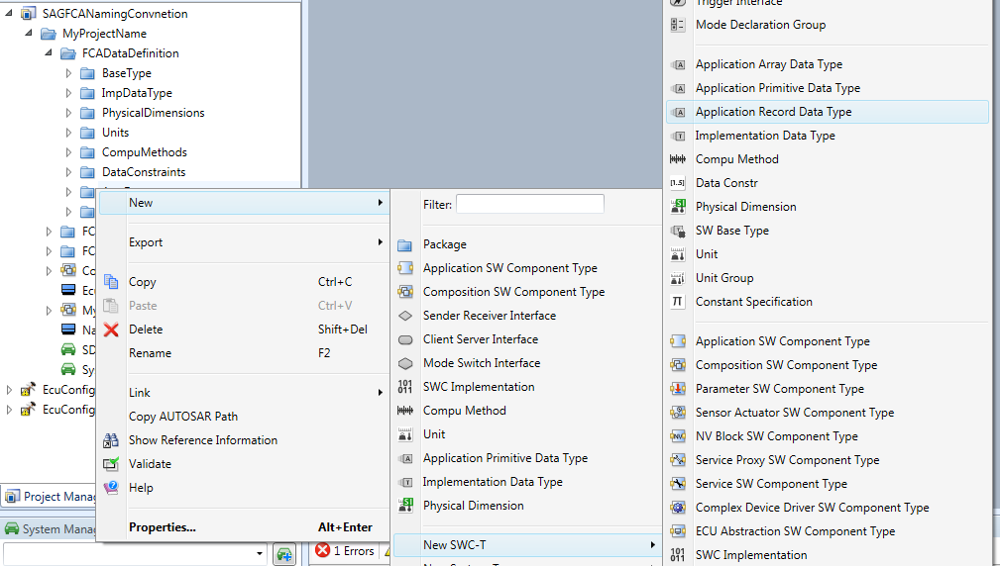 SAGFCANamingConvnetion
MyProjectName
FCADataDefinition
BaseType
ImpDataType
PhysicalDimensions
Units
CompuMethods
DataConstraints
FC
FC
Co
Ecu
My
Na
SD
Sy
EcuConfig
EcuConfig
Project Manag
System Mana
1 Errors
New
Export
Copy Ctrl+C
Paste Ctrl+V
Delete Shift+Del
Rename F2
Link
Copy AUTOSAR Path
Show Reference Information
Validate
Help
Properties... Alt+Enter
Filter:
Package
Application SW Component Type
Composition SW Component Type
Sender Receiver Interface
Client Server Interface
Mode Switch Interface
SWC Implementation
Compu Method
Unit
Application Primitive Data Type
Implementation Data Type
Physical Dimension
New SWC-T
Trigger Interface
Mode Declaration Group
Application Array Data Type
Application Primitive Data Type
Application Record Data Type
Implementation Data Type
Compu Method
Data Constr
Physical Dimension
SW Base Type
Unit
Unit Group
Constant Specification
Application SW Component Type
Composition SW Component Type
Parameter SW Component Type
Sensor Actuator SW Component Type
NV Block SW Component Type
Service Proxy SW Component Type
Service SW Component Type
Complex Device Driver SW Component Type
ECU Abstraction SW Component Type
SWC Implementation